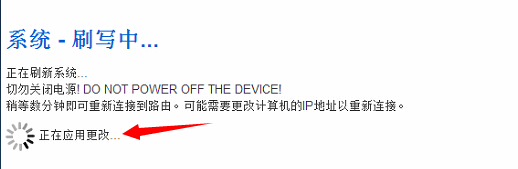 系统 - 刷写中...
正在刷新系统...
切勿关闭电源! DO NOT POWER OFF THE DEVICE!
稍等数分钟即可重新连接到路由。可能需要更改计算机的IP地址以重新连接。
正在应用更改...